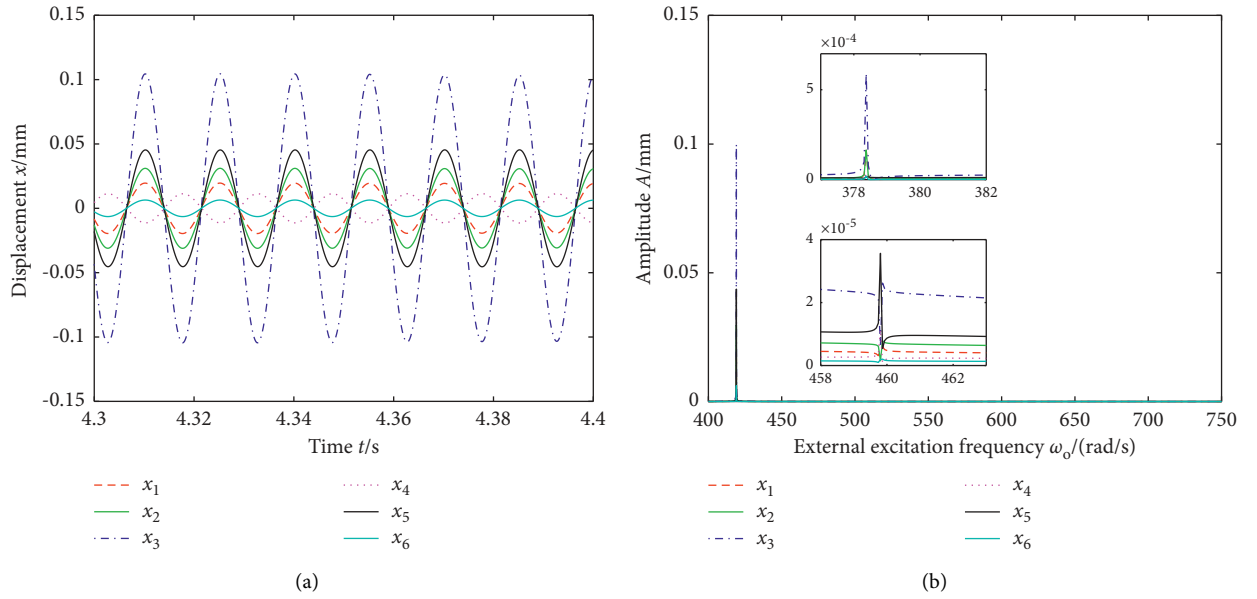 0.15
0.1
0.05
0
-0.05
-0.1
-0.15
Displacement x/mm
4.3 4.32 4.34 4.36 4.38 4.4
Time t/s
x1 x4
x2 x5
x3 x6
(a)
0.15
0.1
0.05
0
Amplitude A/mm
×10-4
5
0
378 380 382
×10-5
4
2
0
458 460 462
400 450 500 550 600 650 700 750
External excitation frequency ωo/(rad/s)
x1 x4
x2 x5
x3 x6
(b)